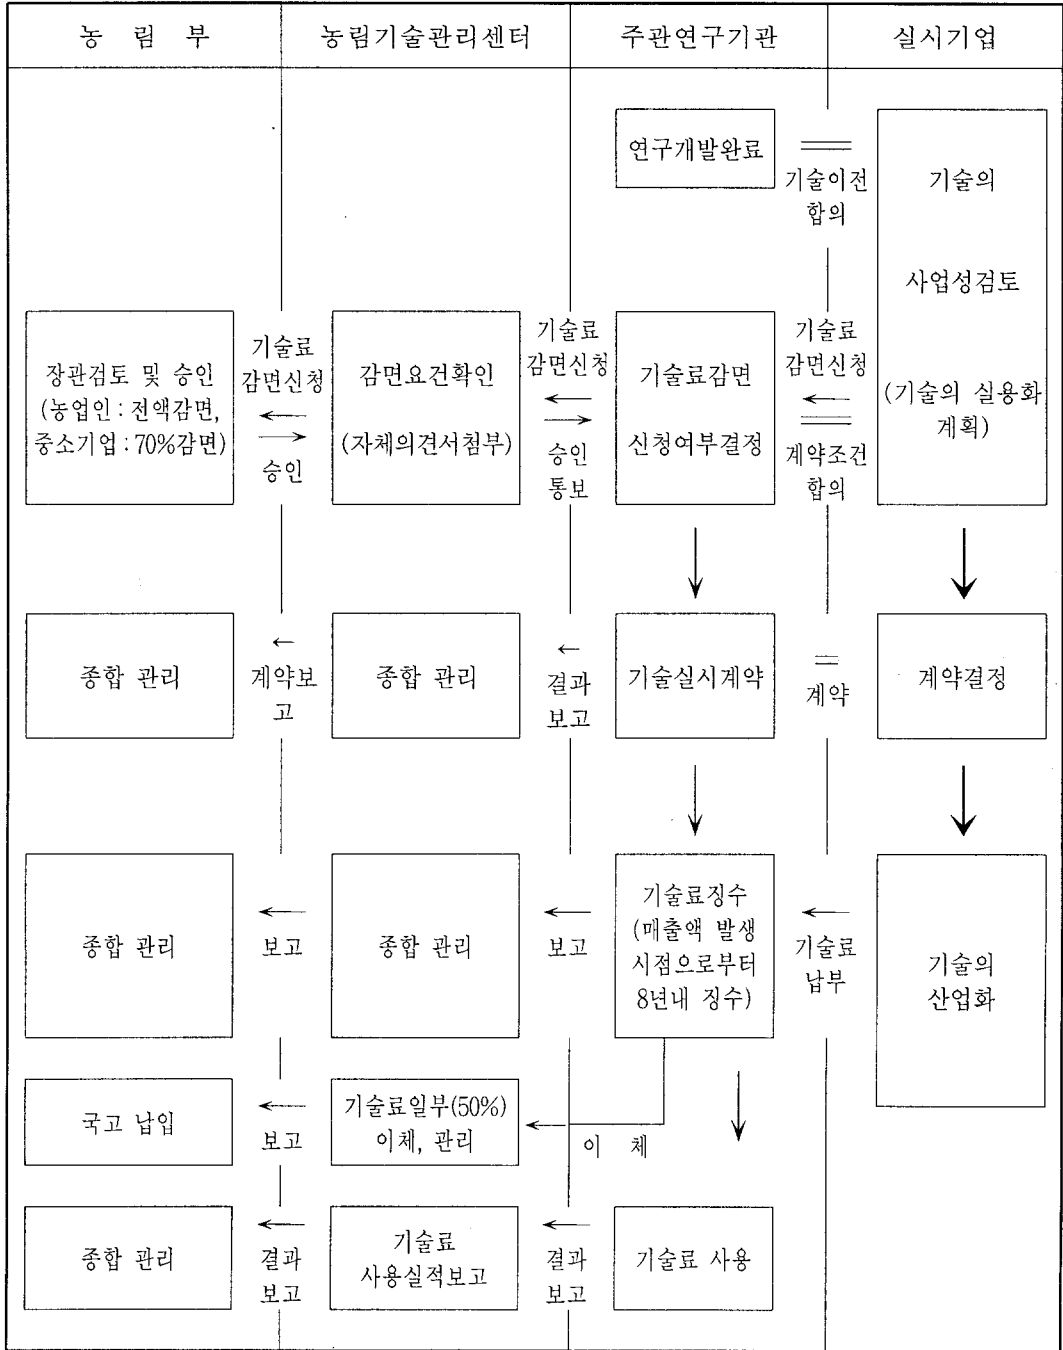 농 림 부
농림기술관리센터
주관연구기관
실시기업
연구개발완료
기술이전
합의
기술의
사업성검토
(기술의 실용화
계획)
장관검토 및 승인
(농업인 : 전액감면,
중소기업 : 70%감면)
기술료
감면신청
←
→
승인
감면요건확인
(자체의견서첨부)
기술료
감면신청
←
→
승인
통보
기술료감면
신청여부결정
기술료
감면신청
←
계약조건
합의
↓
↓
종합 관리
←
계약보
고
종합 관리
←
결과
보고
기술실시계약
=
계약
계약결정
↓
↓
종합 관리
←
보고
종합 관리
←
보고
기술료징수
(매출액 발생
시점으로부터
8년내 징수)
←
기술료
납부
기술의
산업화
국고 납입
←
보고
기술료일부(50%)
이체, 관리
←
이 체
↓
종합 관리
←
결과
보고
기술료
사용실적보고
←
결과
보고
기술료 사용